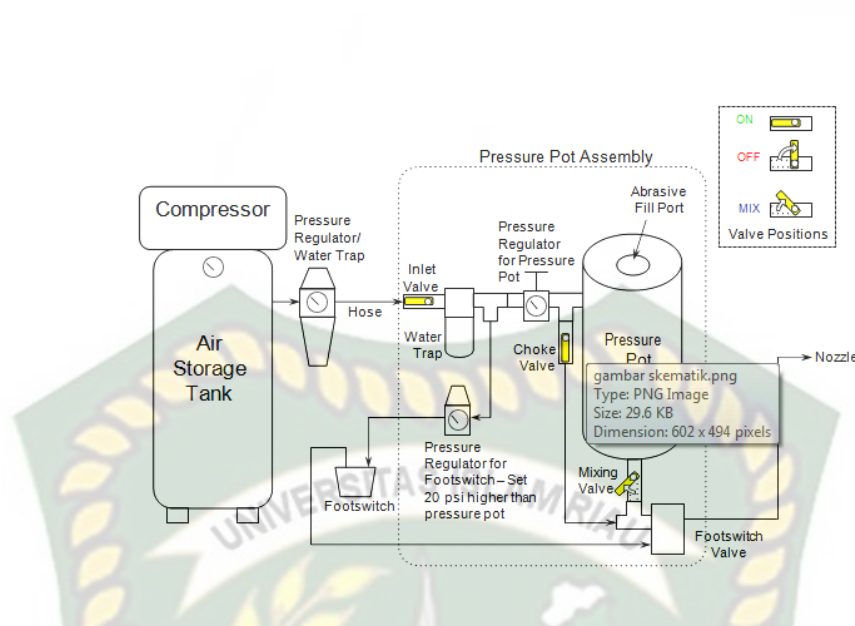 ON
OFF
MIX
Valve Positions
Pressure Pot Assembly
Abrasive
Fill Port
Compressor
Pressure
Regulator/
Water Trap
Pressure
Regulator
for Pressure
Pot
Inlet
Valve
Hose
Water
Trap
Choke
Valve
Pressure
Pot
Nozzle
Air
Storage
Tank
gambar skematik.png
Type: PNG Image
Size: 29.6 KB
Dimension: 602 x 494 pixels
Pressure
Regulator for
Footswitch – Set
20 psi higher than
pressure pot
Mixing
Valve
Footswitch
Footswitch
Valve
UNIVERSITAS ISLAM RIAU